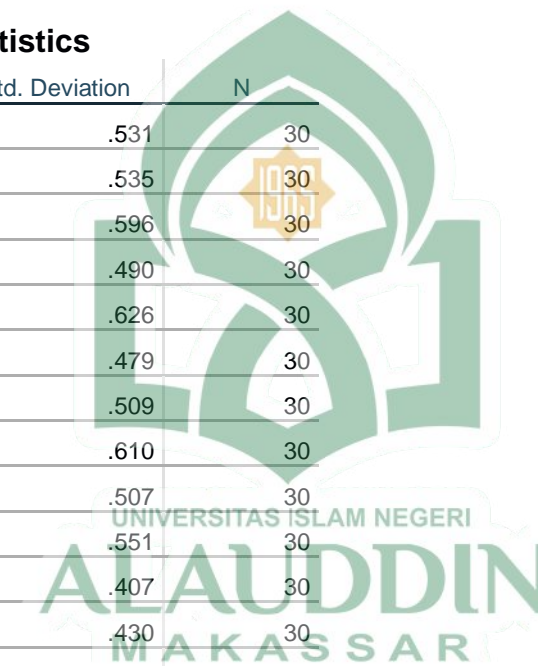 tistics
td. Deviation N
.531 30
.535 30
1965
.596 30
.490 30
.626 30
.479 30
.509 30
.610 30
.507 30
UNIVERSITAS ISLAM NEGERI
.551 30
ALAUDDIN
.407 30
.430 30
MAKASSAR